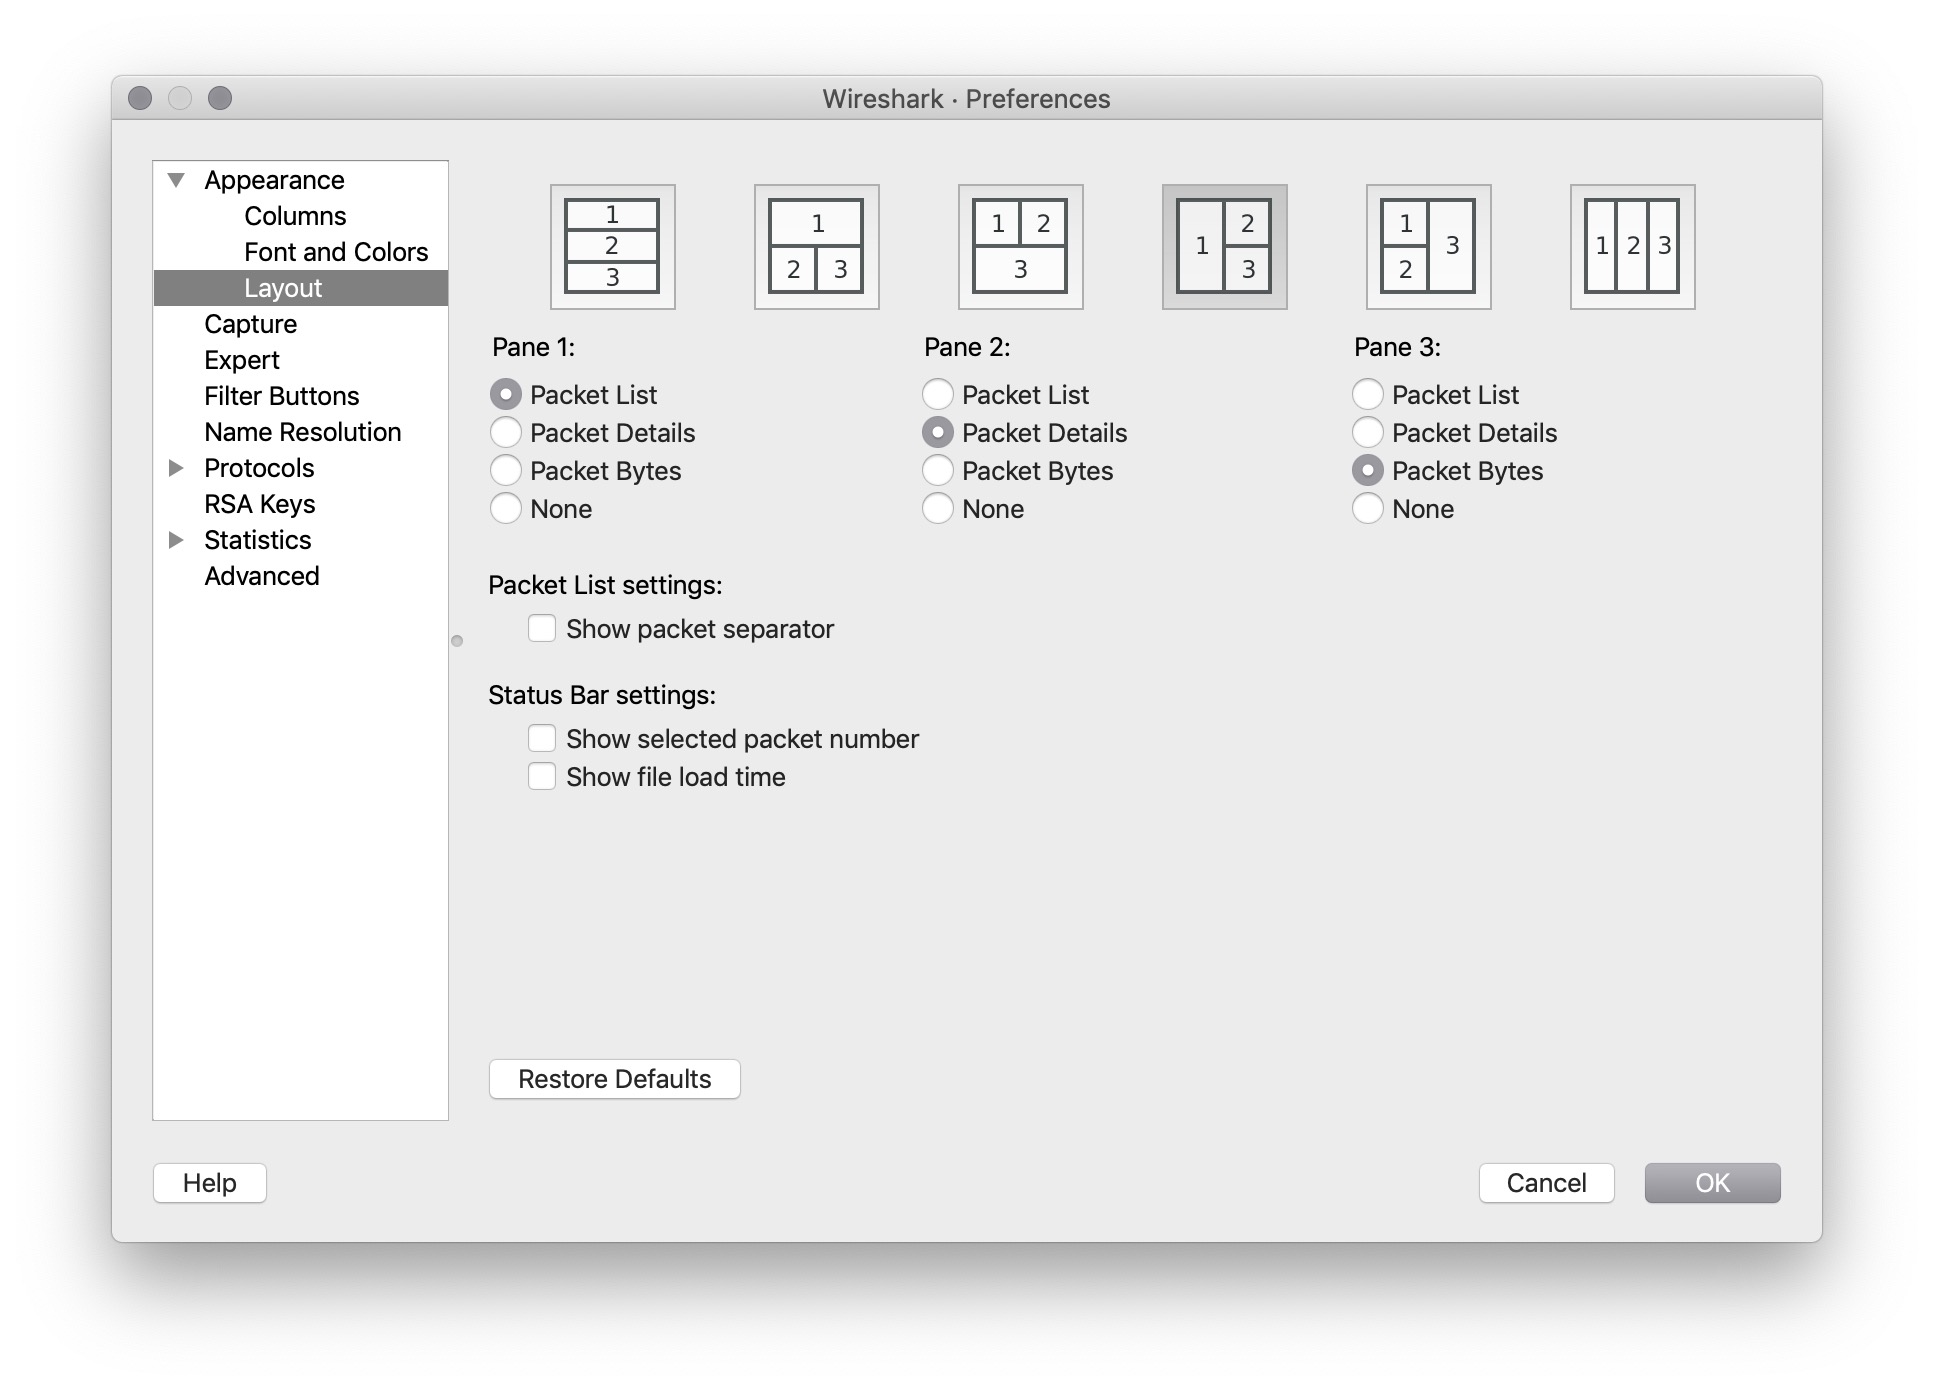 Wireshark · Preferences
Appearance
Columns
Font and Colors
Layout
Capture
Expert
Filter Buttons
Name Resolution
Protocols
RSA Keys
Statistics
Advanced
1
2
3
1
2 3
1 2
3
1 2
3
1 3
2
1 2 3
Pane 1:
Packet List
Packet Details
Packet Bytes
None
Pane 2:
Packet List
Packet Details
Packet Bytes
None
Pane 3:
Packet List
Packet Details
Packet Bytes
None
Packet List settings:
Show packet separator
Status Bar settings:
Show selected packet number
Show file load time
Restore Defaults
Help
Cancel
OK